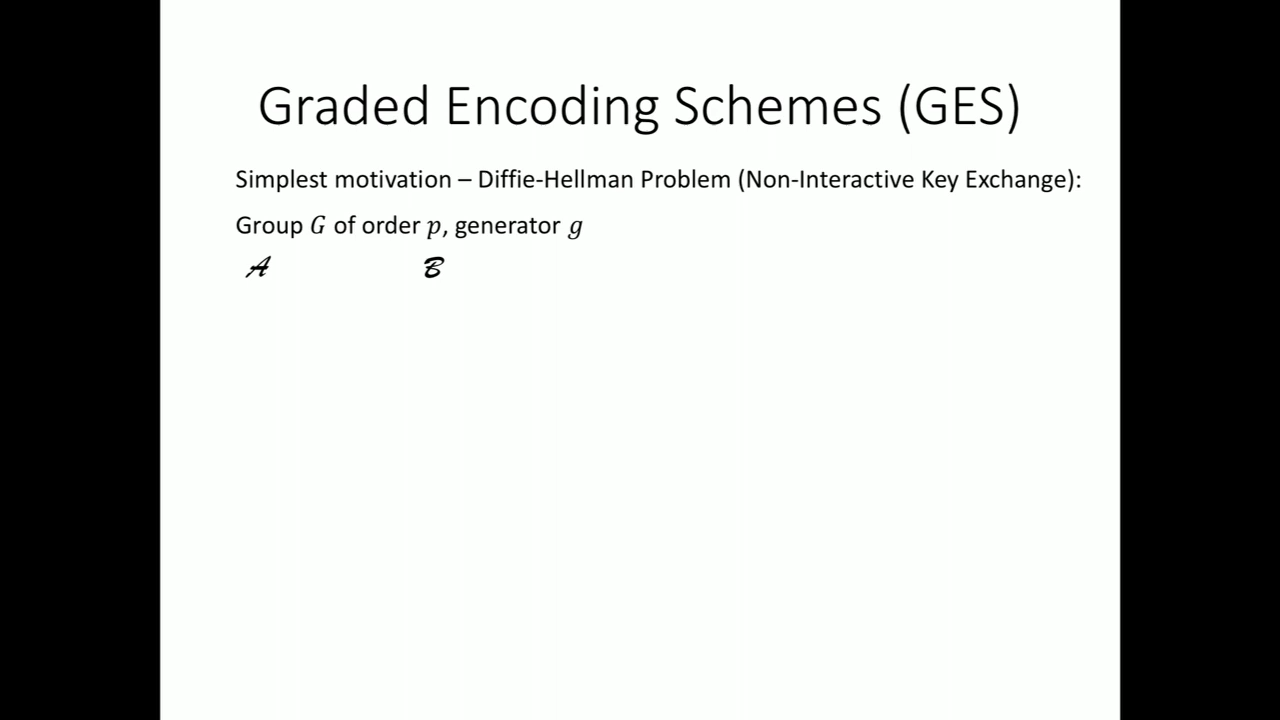 Graded Encoding Schemes (GES)
Simplest motivation – Diffie-Hellman Problem (Non-Interactive Key Exchange):
Group 𝐺 of order 𝑝, generator 𝑔
𝓐 𝓑